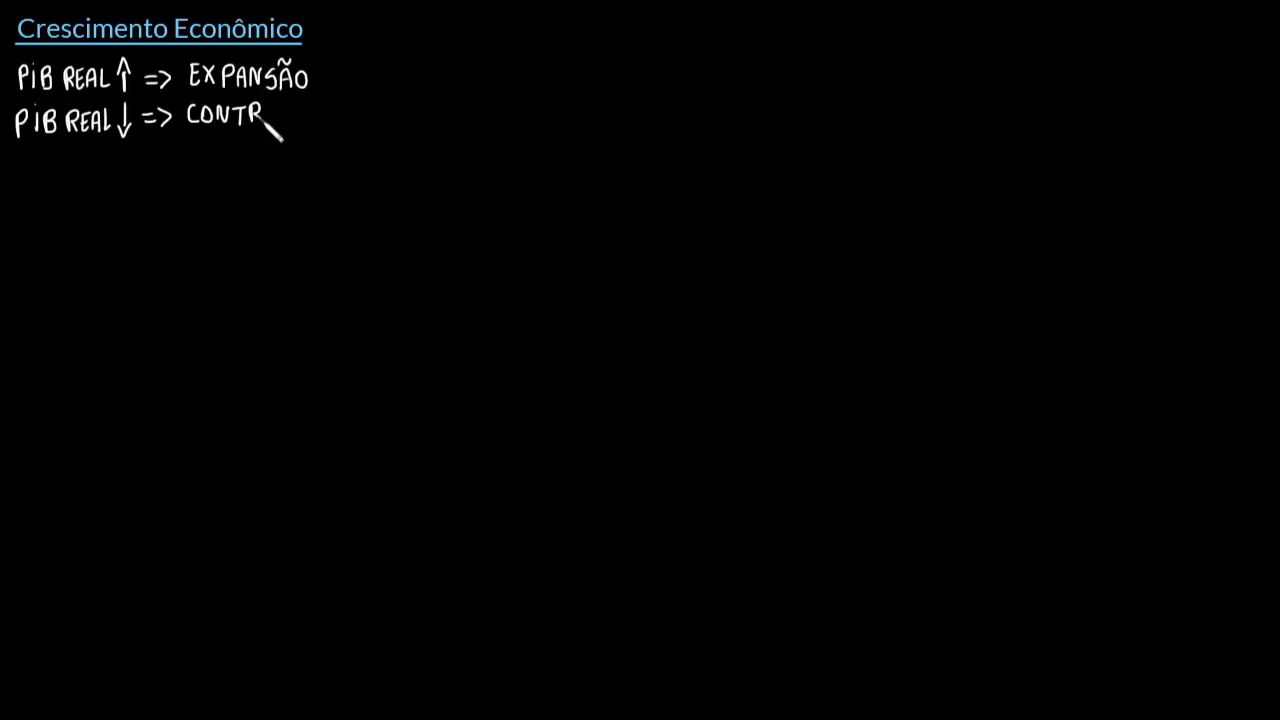 Crescimento Econômico
PIB REAL ↑ => EXPANSÃO
PIB REAL ↓ => CONTR